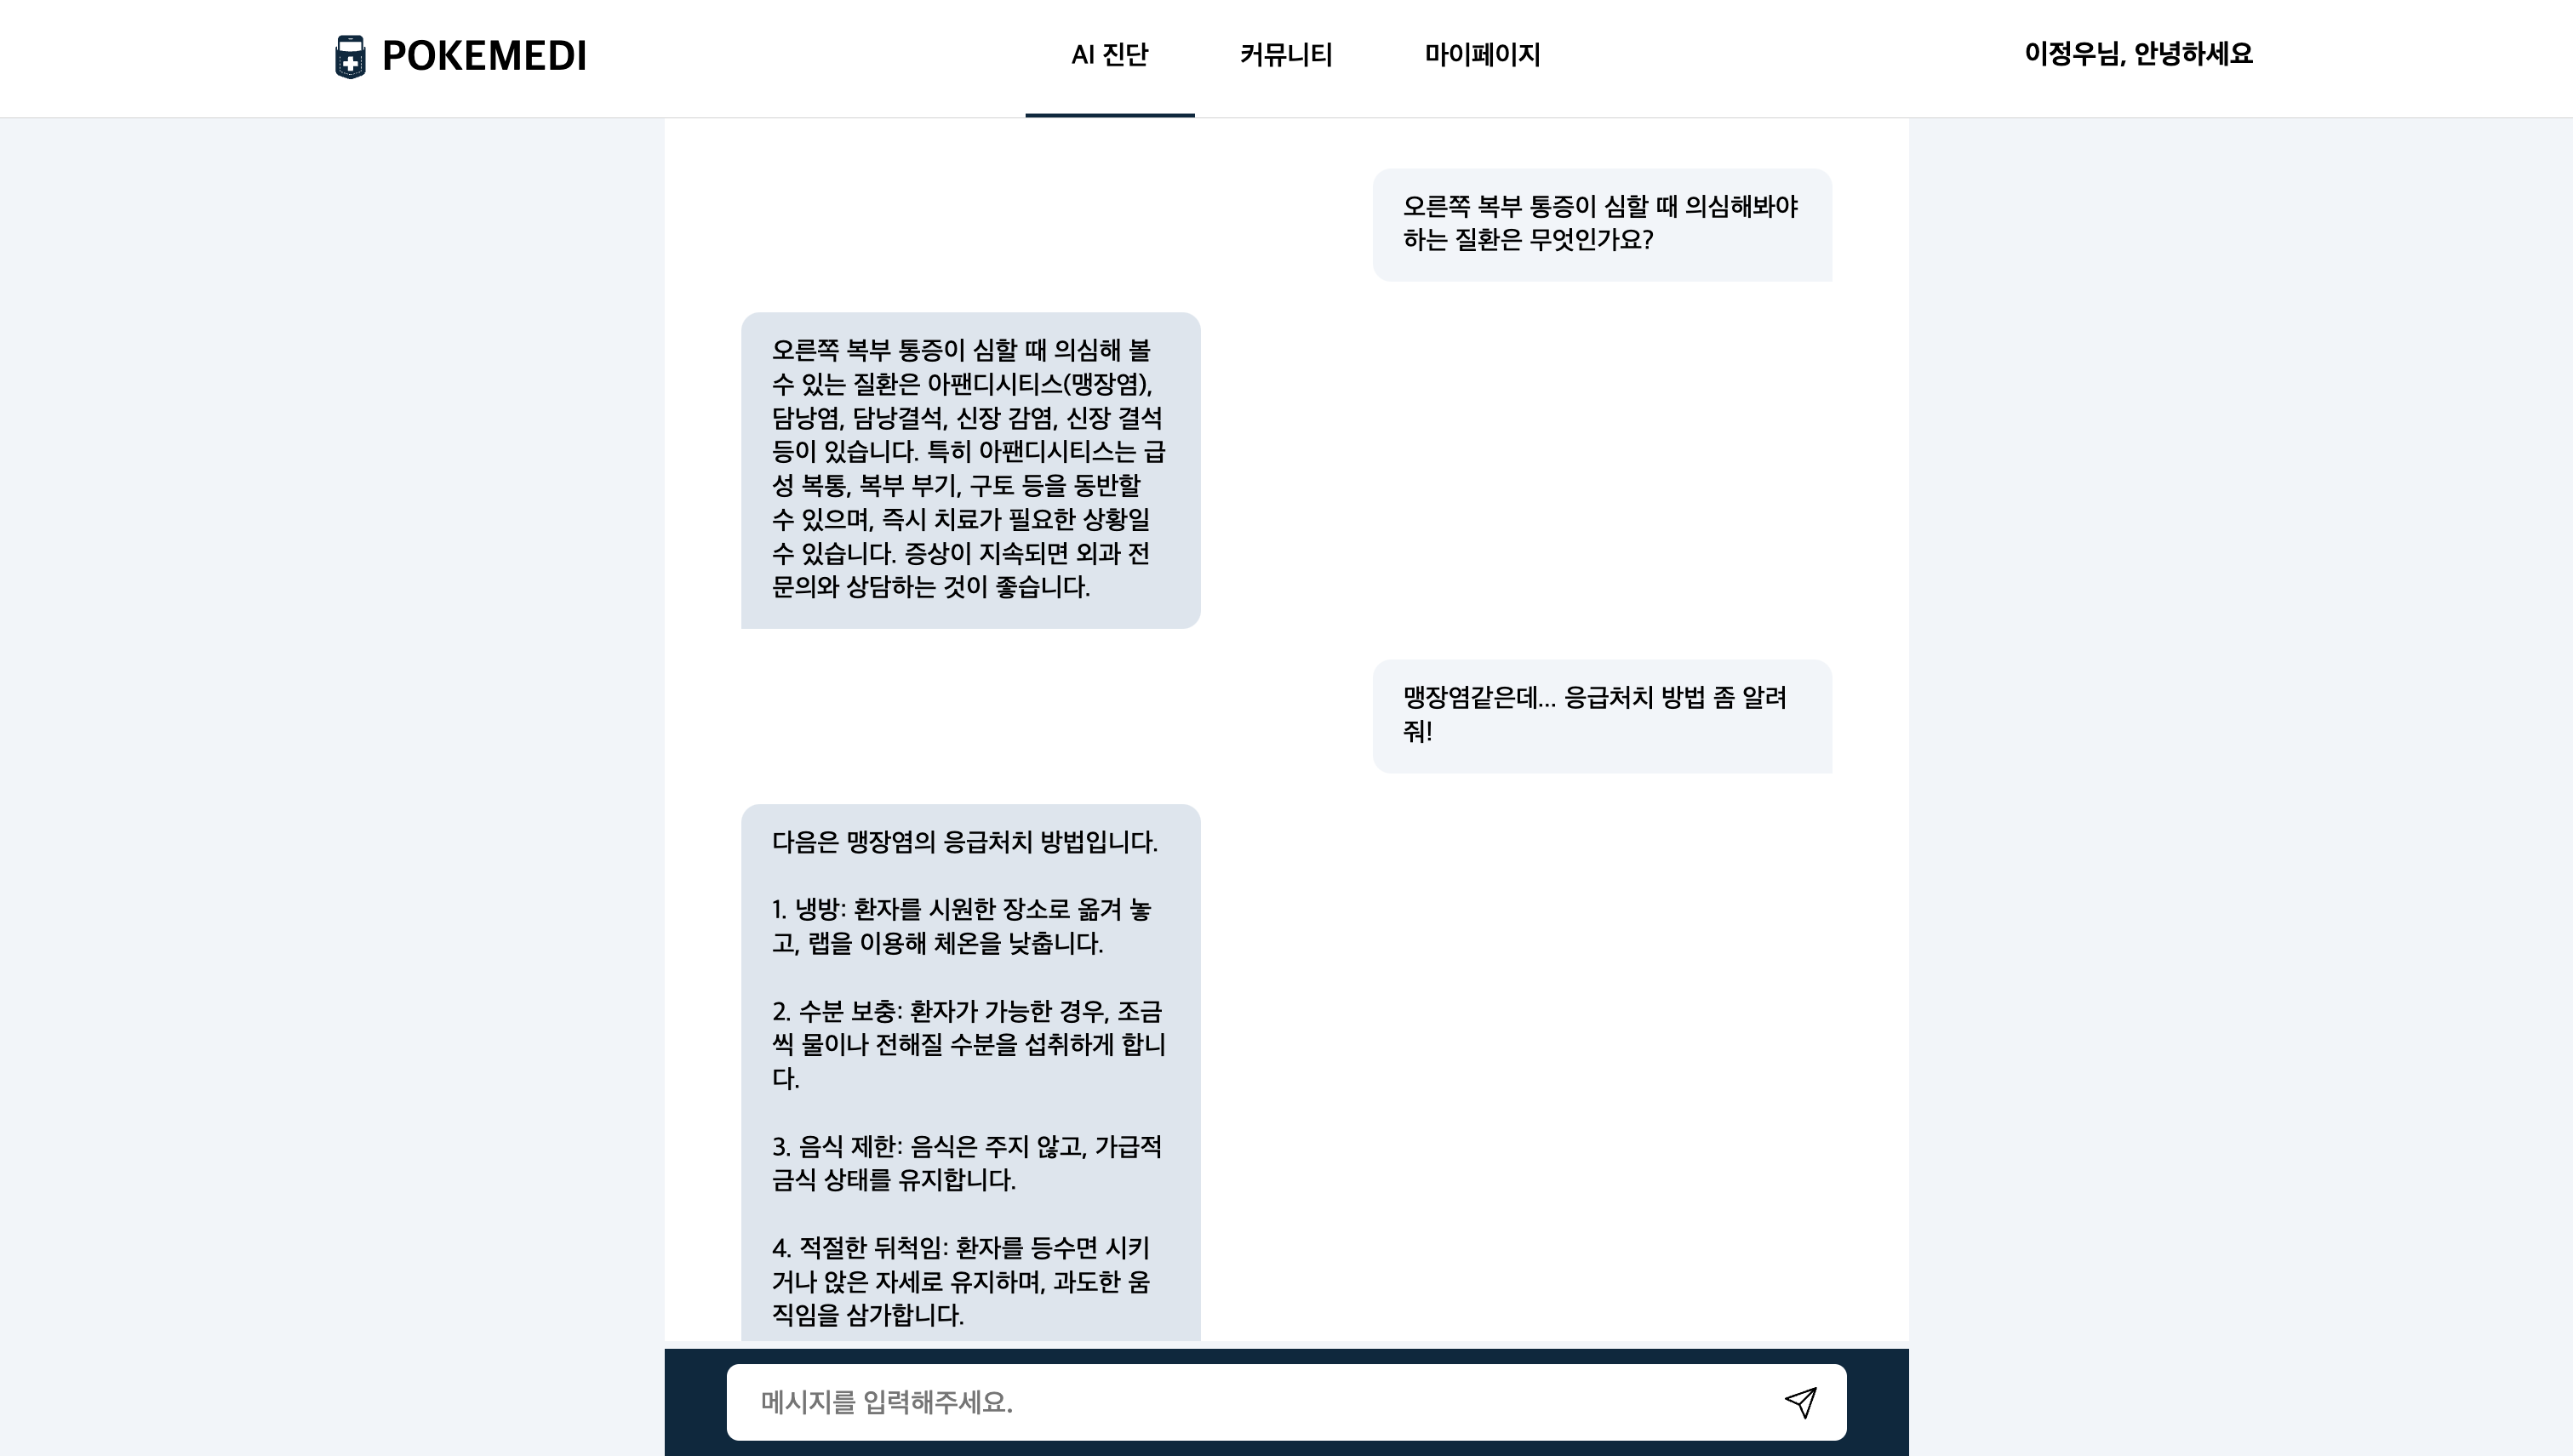 POKEMEDI
AI 진단
커뮤니티
마이페이지
이정우님, 안녕하세요
오른쪽 복부 통증이 심할 때 의심해봐야
하는 질환은 무엇인가요?
오른쪽 복부 통증이 심할 때 의심해 볼
수 있는 질환은 아팬디시티스(맹장염),
담낭염, 담낭결석, 신장 감염, 신장 결석
등이 있습니다. 특히 아팬디시티스는 급
성 복통, 복부 부기, 구토 등을 동반할
수 있으며, 즉시 치료가 필요한 상황일
수 있습니다. 증상이 지속되면 외과 전
문의와 상담하는 것이 좋습니다.
맹장염같은데... 응급처치 방법 좀 알려
줘!
다음은 맹장염의 응급처치 방법입니다.
1. 냉방: 환자를 시원한 장소로 옮겨 놓
고, 랩을 이용해 체온을 낮춥니다.
2. 수분 보충: 환자가 가능한 경우, 조금
씩 물이나 전해질 수분을 섭취하게 합니
다.
3. 음식 제한: 음식은 주지 않고, 가급적
금식 상태를 유지합니다.
4. 적절한 뒤척임: 환자를 등수면 시키
거나 앉은 자세로 유지하며, 과도한 움
직임을 삼가합니다.
메시지를 입력해주세요.